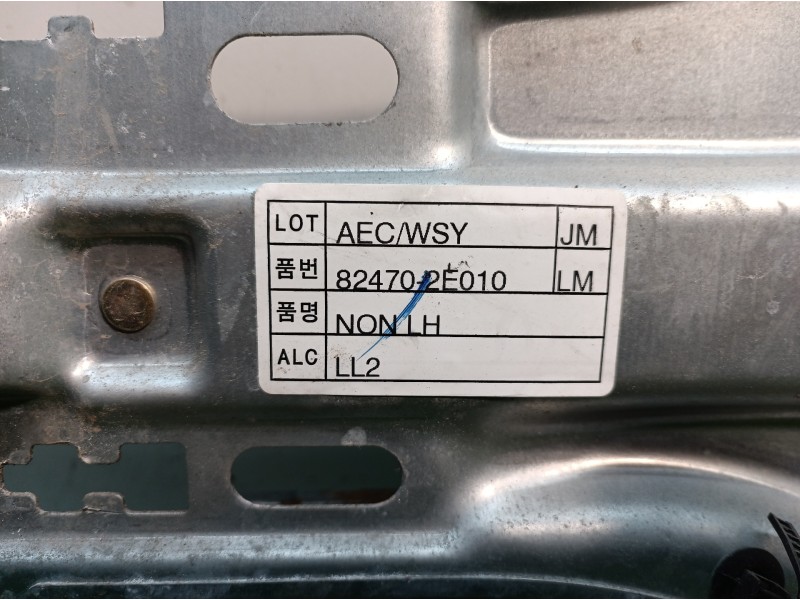 LOT AEC/WSY JM
품번 82470-2E010 LM
품명 NON LH
ALC LL2